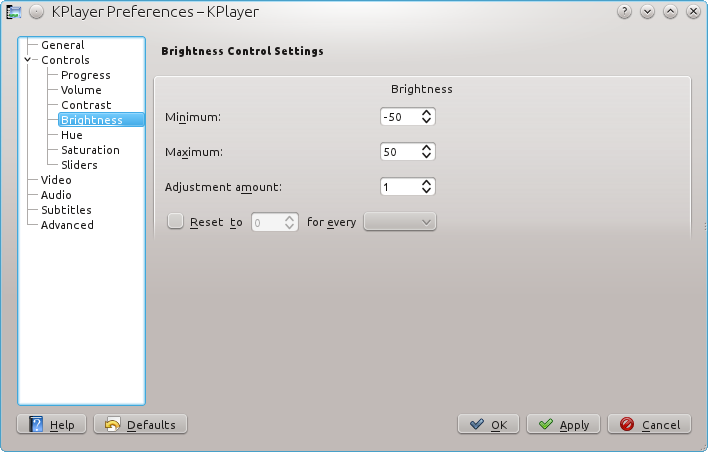 KPlayer Preferences – KPlayer
General
Controls
Progress
Volume
Contrast
Brightness
Hue
Saturation
Sliders
Video
Audio
Subtitles
Advanced
Brightness Control Settings
Brightness
Minimum: -50
Maximum: 50
Adjustment amount: 1
Reset to 0 for every
Help Defaults OK Apply Cancel